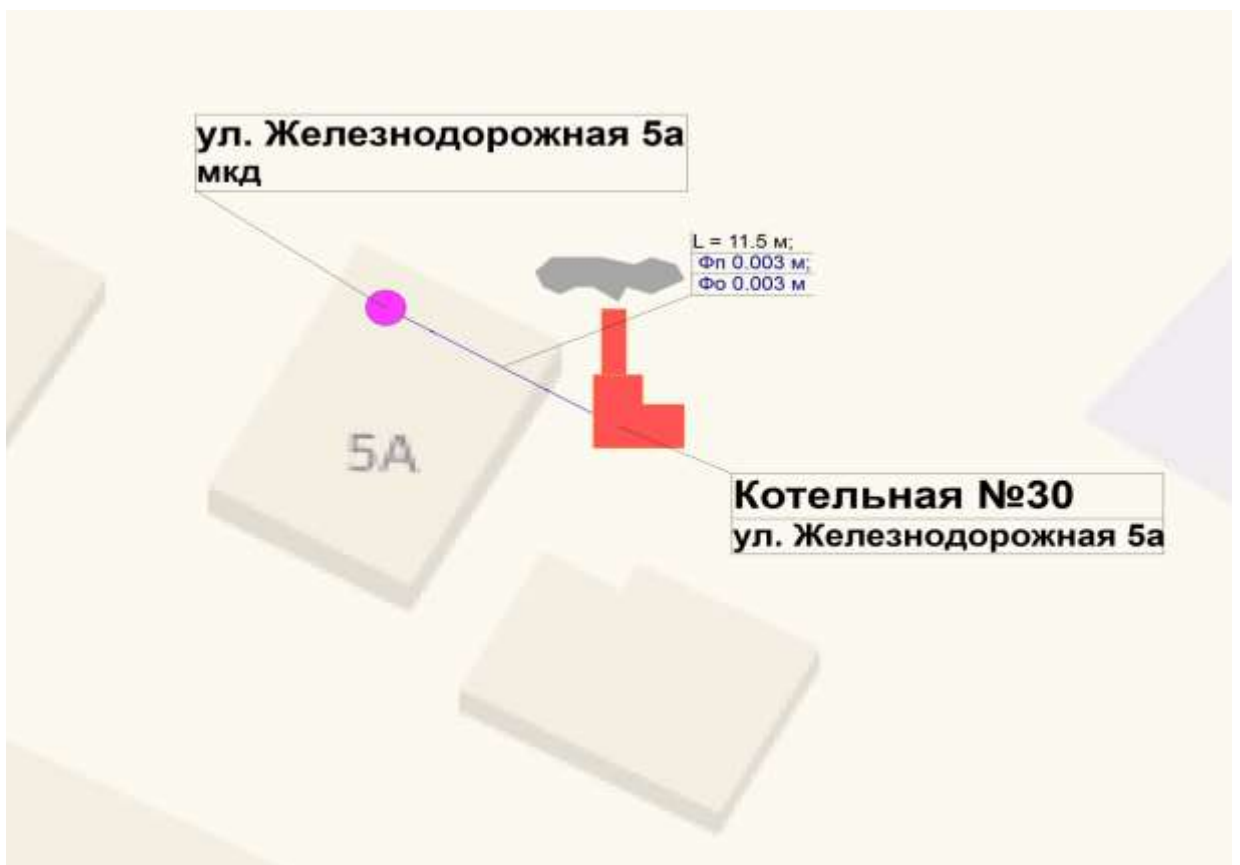 ул. Железнодорожная 5а
мкд
L = 11.5 м;
Фп 0.003 м;
Фо 0.003 м
5А
Котельная №30
ул. Железнодорожная 5а